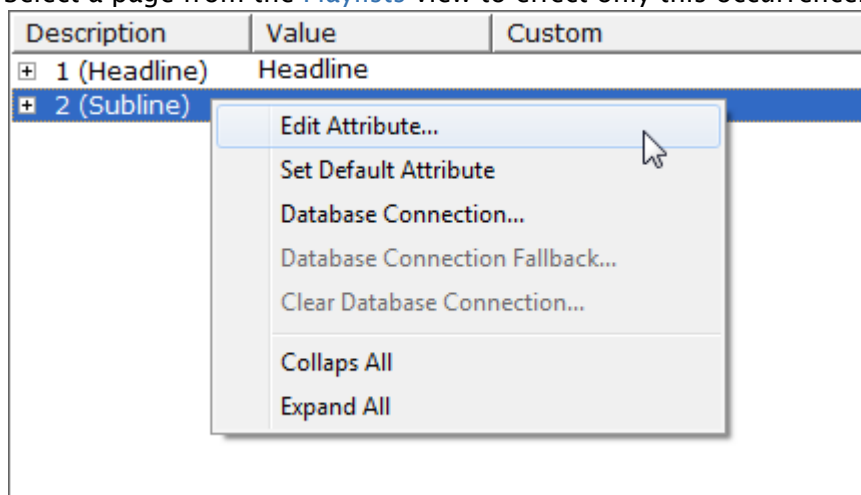 Select a page from the Playlists view to effect only this occurrence.
Description Value Custom
1 (Headline) Headline
2 (Subline)
Edit Attribute...
Set Default Attribute
Database Connection...
Database Connection Fallback...
Clear Database Connection...
Collaps All
Expand All